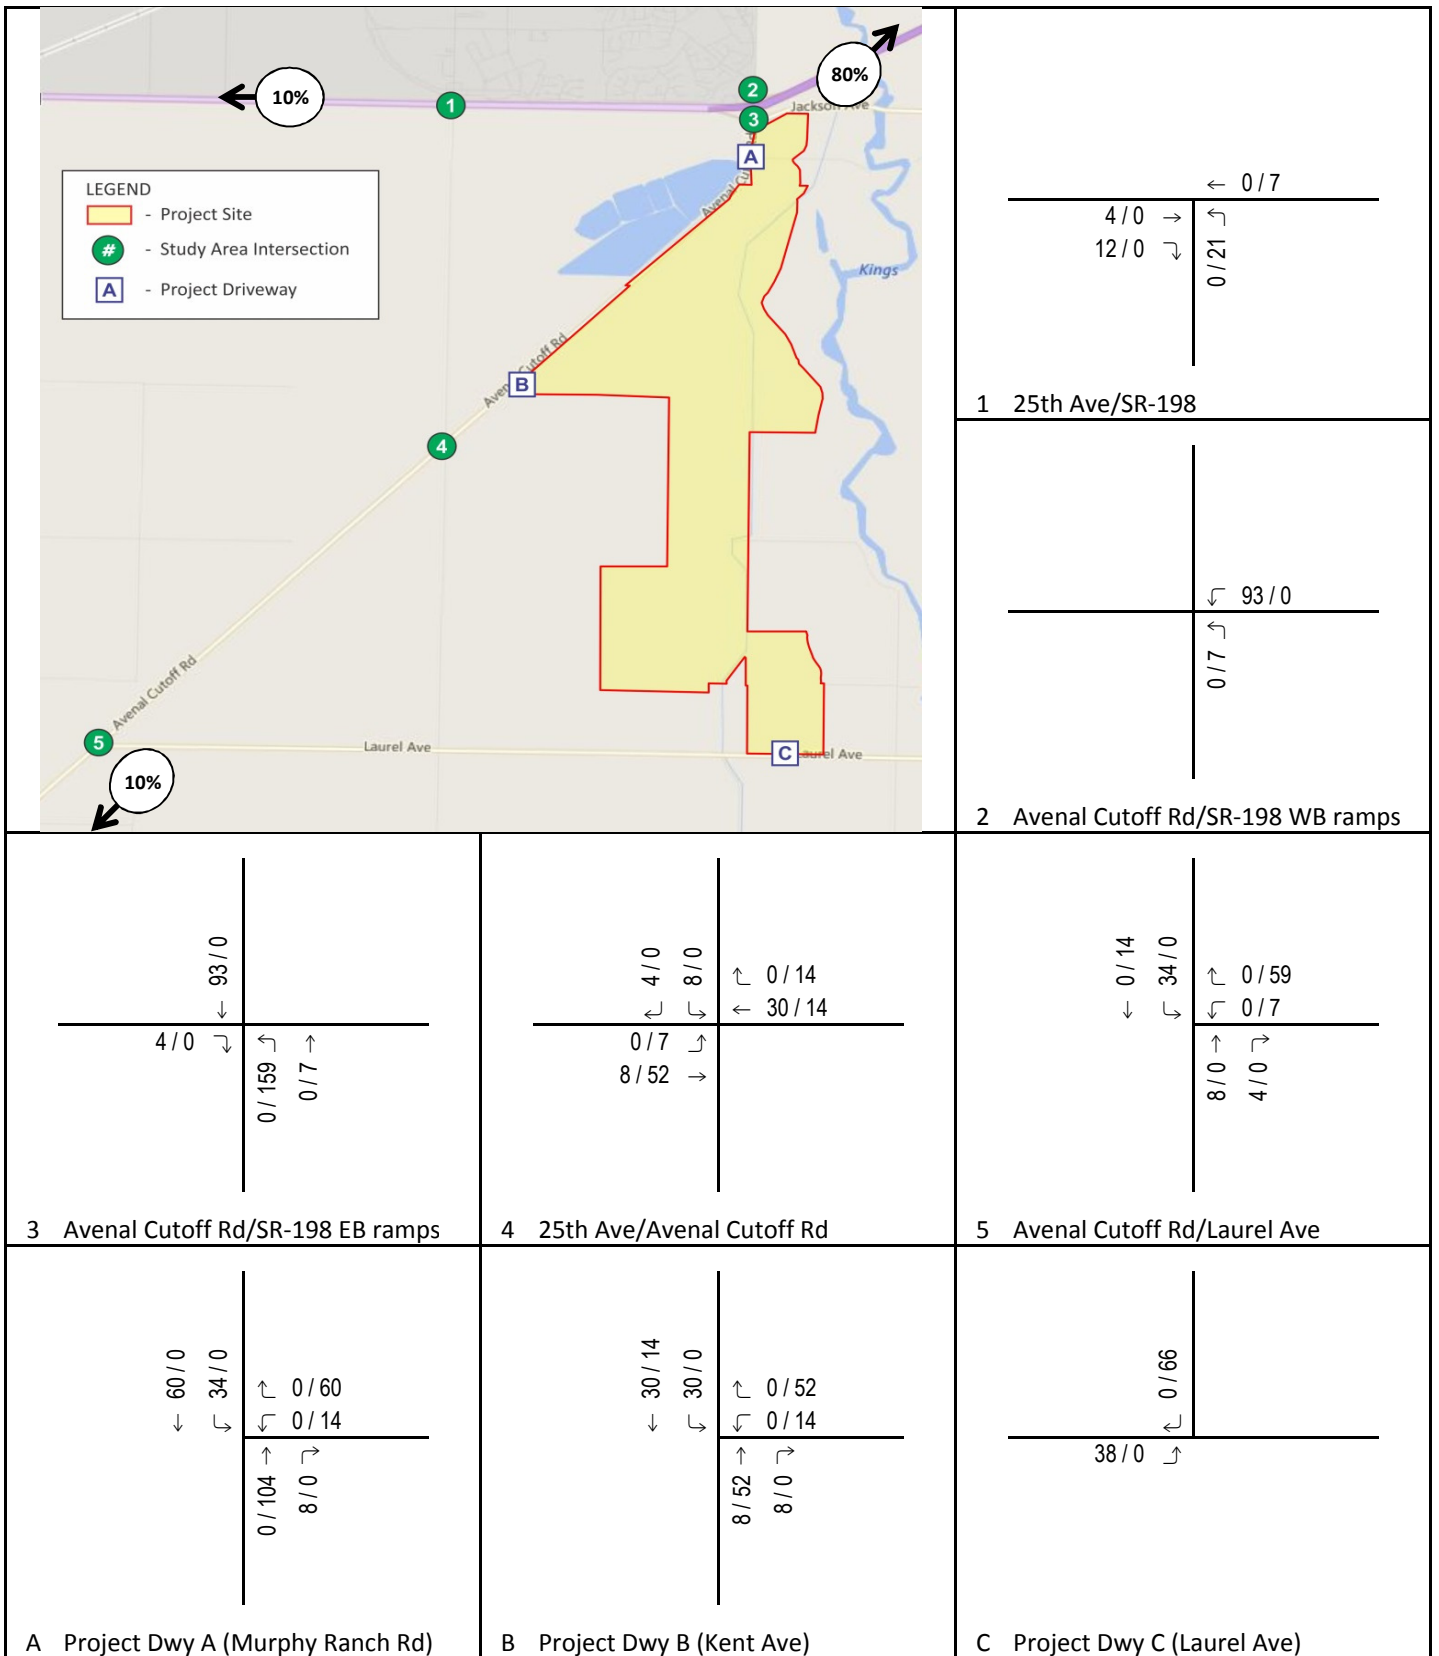 10%
80%
1
2
3
Jackson Ave
A
LEGEND
- Project Site
# - Study Area Intersection
A - Project Driveway
Avenal Cu
Kings
Avenal Cutoff Rd
B
4
Avenal Cutoff Rd
5
Laurel Ave
C
Laurel Ave
10%
← 0 / 7
4 / 0 →
12 / 0
0 / 21
1 25th Ave/SR-198
93 / 0
0 / 7
2 Avenal Cutoff Rd/SR-198 WB ramps
93 / 0
4 / 0
0 / 159
0 / 7
3 Avenal Cutoff Rd/SR-198 EB ramps
4 / 0
8 / 0
0 / 14
← 30 / 14
0 / 7
8 / 52 →
4 25th Ave/Avenal Cutoff Rd
0 / 14
34 / 0
0 / 59
0 / 7
8 / 0
4 / 0
5 Avenal Cutoff Rd/Laurel Ave
60 / 0
34 / 0
0 / 60
0 / 14
0 / 104
8 / 0
A Project Dwy A (Murphy Ranch Rd)
30 / 14
30 / 0
0 / 52
0 / 14
8 / 52
8 / 0
B Project Dwy B (Kent Ave)
0 / 66
38 / 0
C Project Dwy C (Laurel Ave)